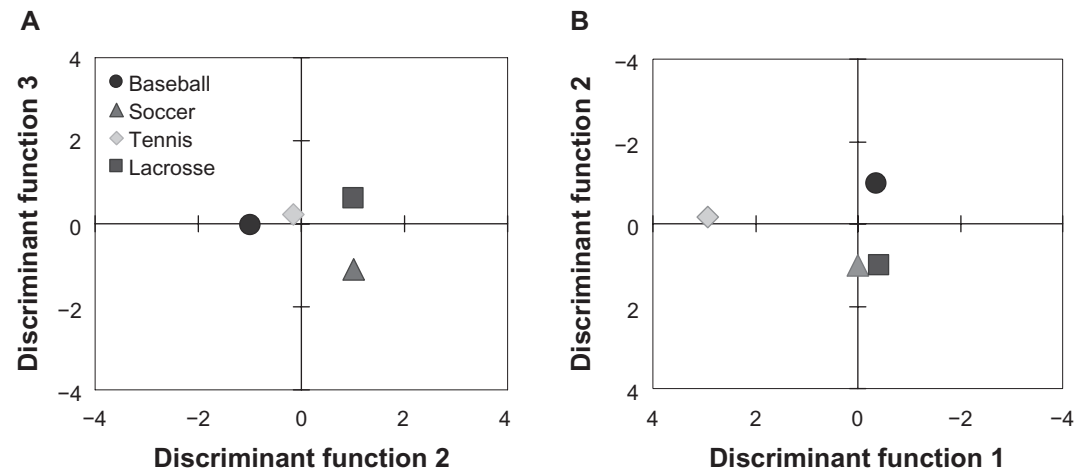 A
Discriminant function 3
4
2
0
−2
−4
Baseball
Soccer
Tennis
Lacrosse
−4 −2 0 2 4
Discriminant function 2
B
Discriminant function 2
−4
−2
0
2
4
4 2 0 −2 −4
Discriminant function 1